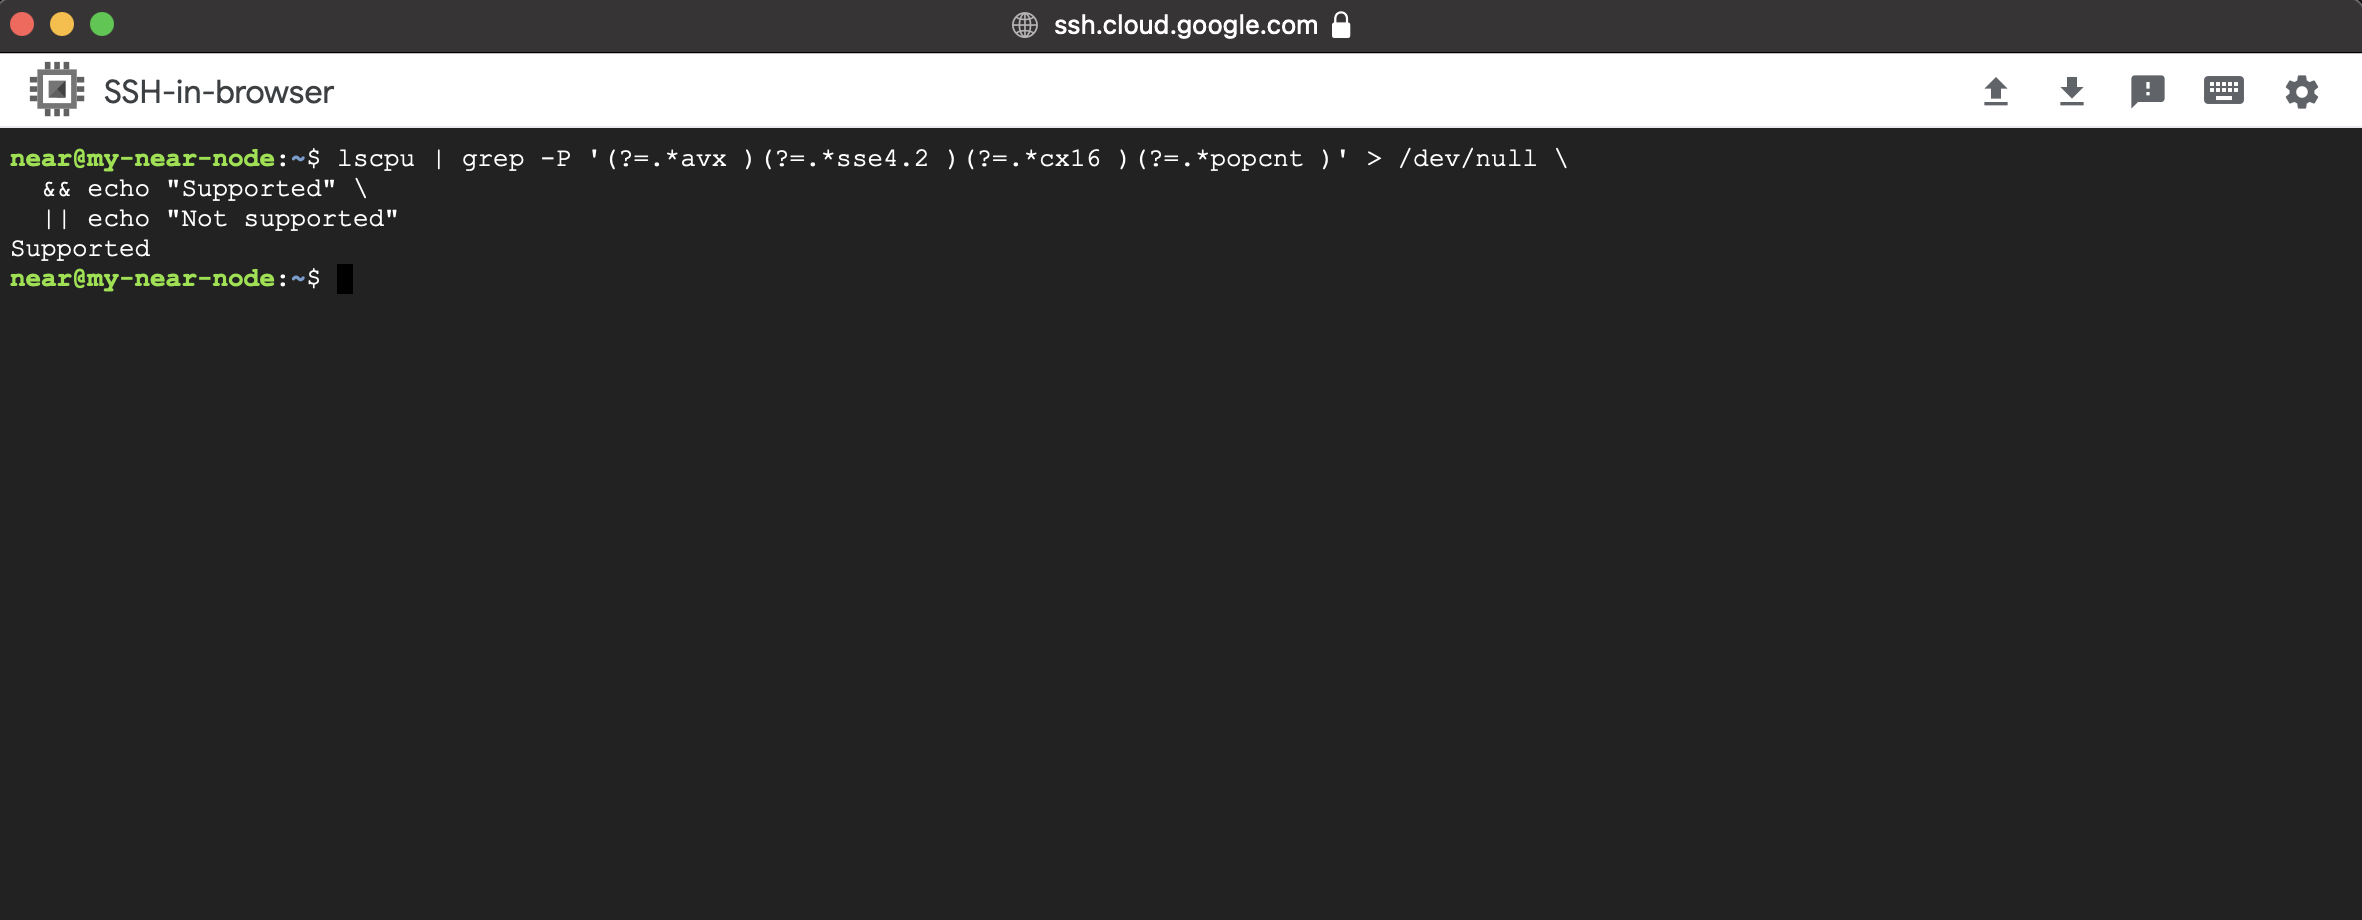 ssh.cloud.google.com
SSH-in-browser
near@my-near-node:~$ lscpu | grep -P '(?=.*avx )(?=.*sse4.2 )(?=.*cx16 )(?=.*popcnt )' > /dev/null \
  && echo "Supported" \
  || echo "Not supported"
Supported
near@my-near-node:~$